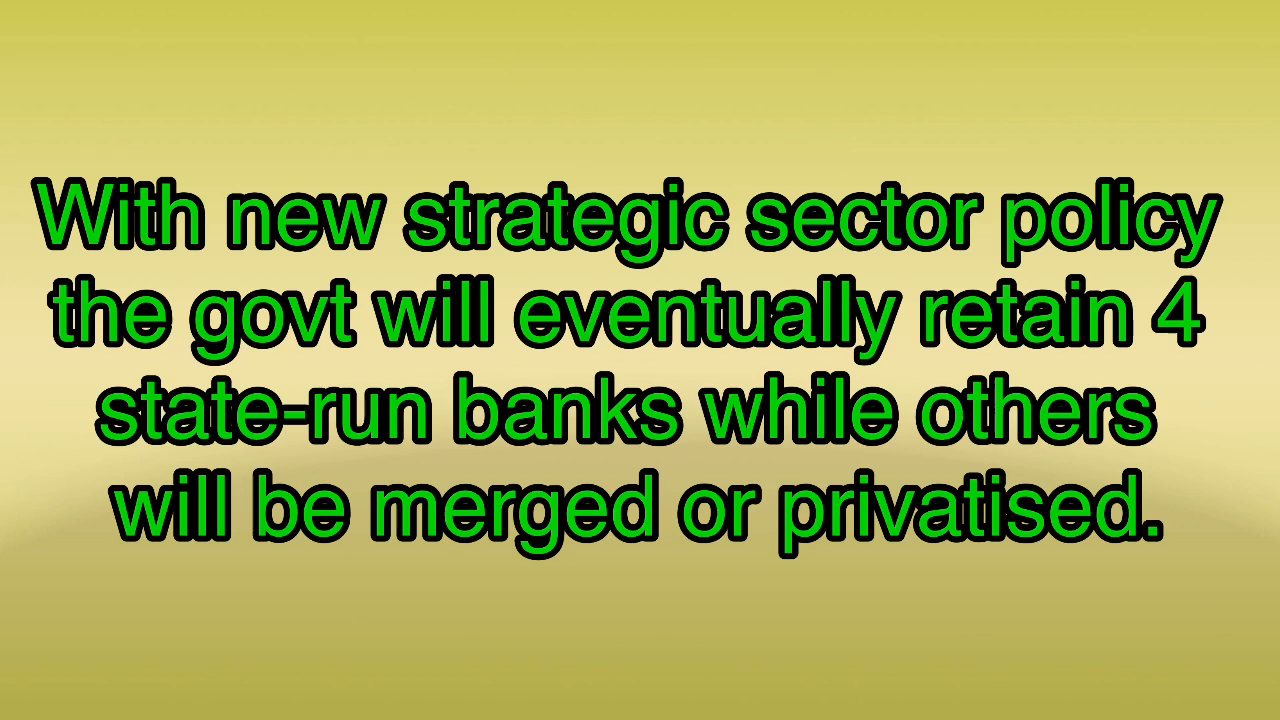 With new strategic sector policy
the govt will eventually retain 4
state-run banks while others
will be merged or privatised.